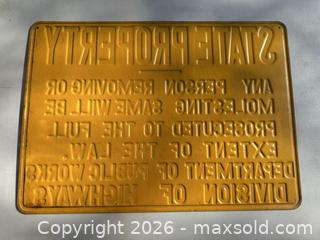 STATE PROPERTY
ANY PERSON REMOVING OR
MOLESTING SAME WILL BE
PROSECUTED TO THE FULL
EXTENT OF THE LAW.
DEPARTMENT OF PUBLIC WORKS
DIVISION OF HIGHWAYS
Copyright © 2026 - maxsold.com